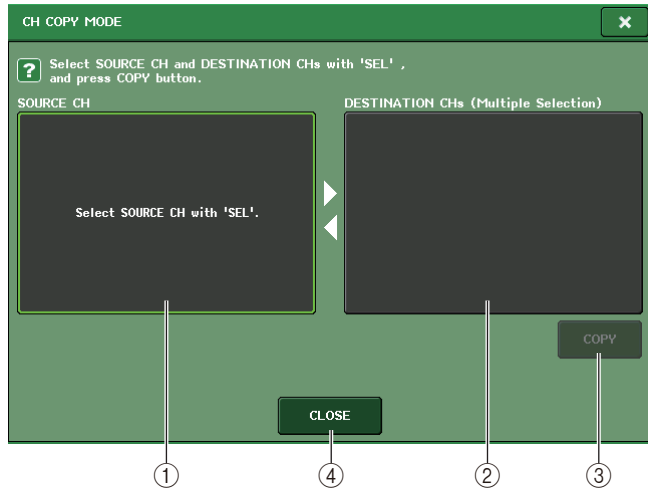 CH COPY MODE
×
? Select SOURCE CH and DESTINATION CHs with 'SEL' ,
and press COPY button.
SOURCE CH
DESTINATION CHs (Multiple Selection)
Select SOURCE CH with 'SEL'.
COPY
CLOSE
① ④ ② ③